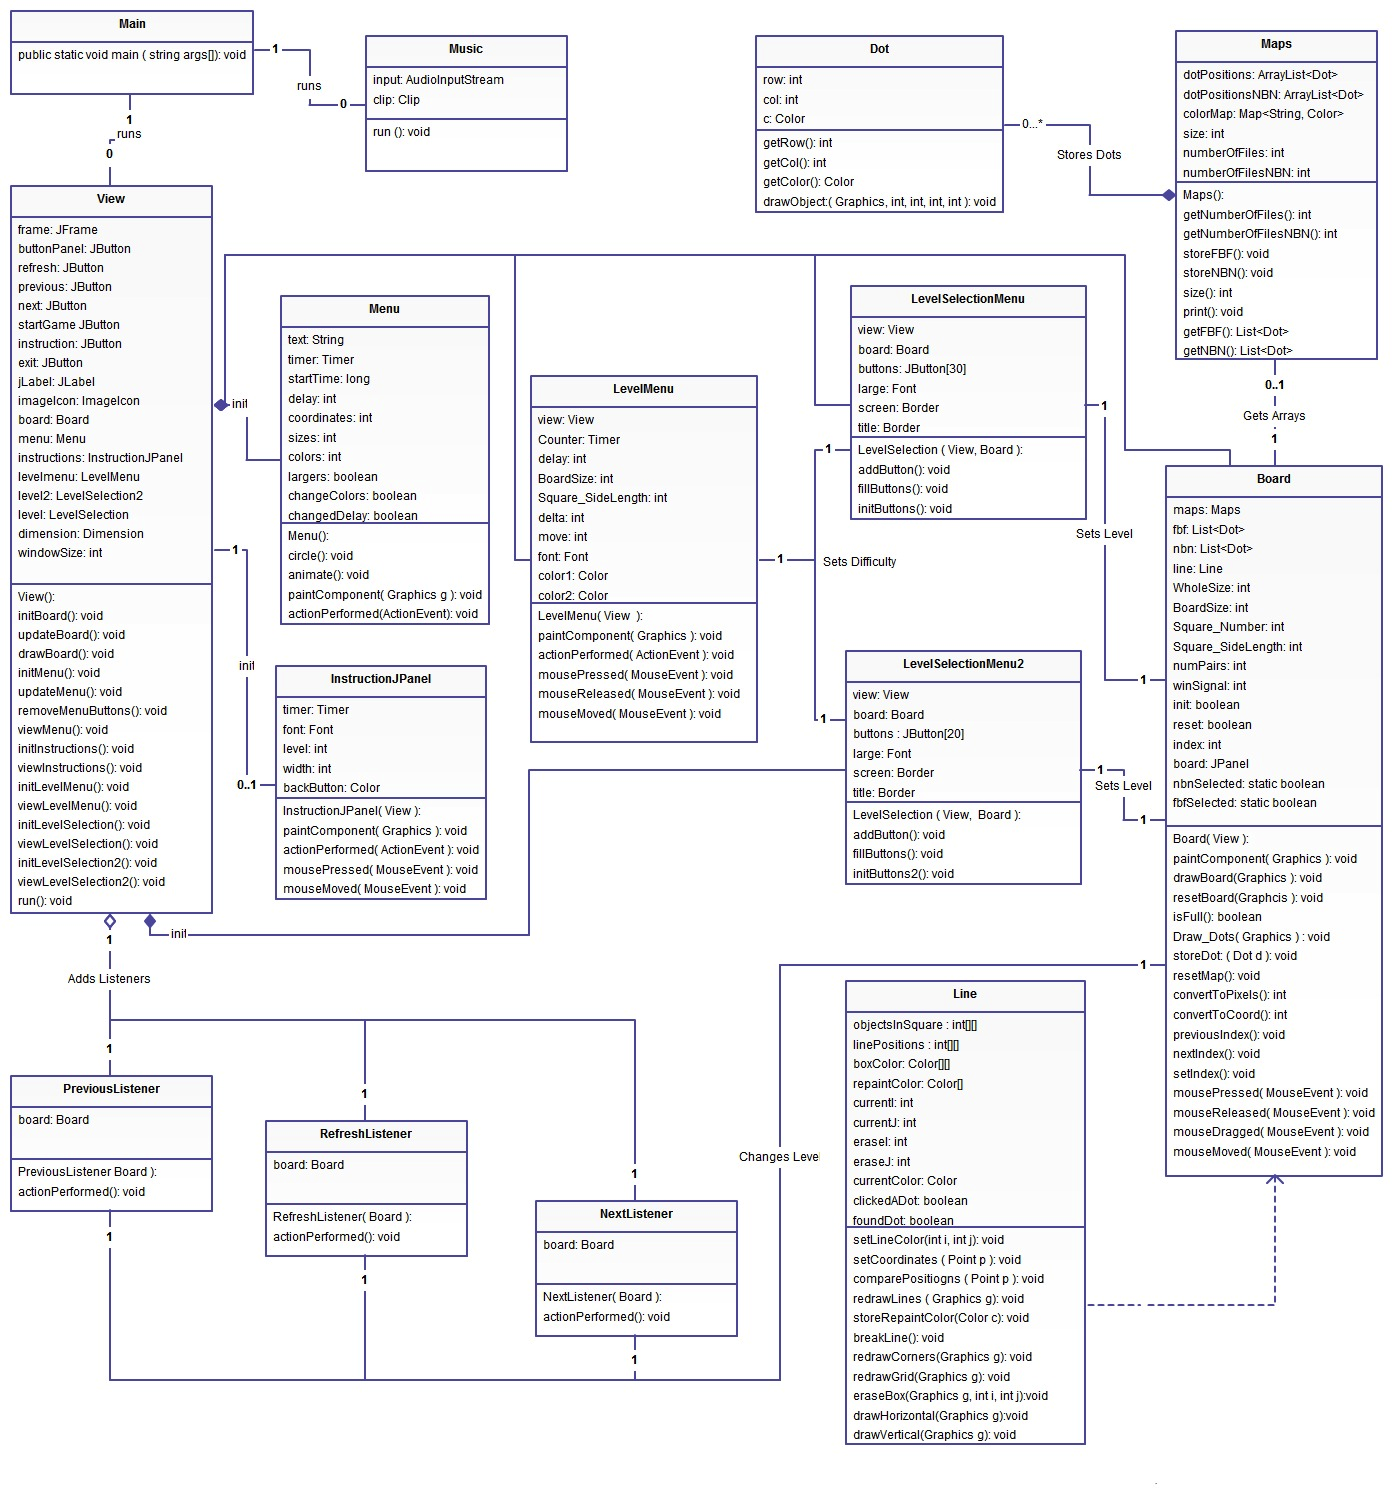 Main
public static void main ( string args[]): void
1
runs
0
Music
input: AudioInputStream
clip: Clip
run (): void
1
runs
0
Dot
row: int
col: int
c: Color
getRow(): int
getCol(): int
getColor(): Color
drawObject:( Graphics, int, int, int, int ): void
0...*
Stores Dots
Maps
dotPositions: ArrayList<Dot>
dotPositionsNBN: ArrayList<Dot>
colorMap: Map<String, Color>
size: int
numberOfFiles: int
numberOfFilesNBN: int
Maps():
getNumberOfFiles(): int
getNumberOfFilesNBN(): int
storeFBF(): void
storeNBN(): void
size(): int
print(): void
getFBF(): List<Dot>
getNBN(): List<Dot>
0..1
Gets Arrays
1
View
frame: JFrame
buttonPanel: JButton
refresh: JButton
previous: JButton
next: JButton
startGame JButton
instruction: JButton
exit: JButton
jLabel: JLabel
imageIcon: ImageIcon
board: Board
menu: Menu
instructions: InstructionJPanel
levelmenu: LevelMenu
level2: LevelSelection2
level: LevelSelection
dimension: Dimension
windowSize: int
View():
initBoard(): void
updateBoard(): void
drawBoard(): void
initMenu(): void
updateMenu(): void
removeMenuButtons(): void
viewMenu(): void
initInstructions(): void
viewInstructions(): void
initLevelMenu(): void
viewLevelMenu(): void
initLevelSelection(): void
viewLevelSelection(): void
initLevelSelection2(): void
viewLevelSelection2(): void
run(): void
init
1
init
0..1
init
1
Adds Listeners
Menu
text: String
timer: Timer
startTime: long
delay: int
coordinates: int
sizes: int
colors: int
largers: boolean
changeColors: boolean
changedDelay: boolean
Menu():
circle(): void
animate(): void
paintComponent( Graphics g ): void
actionPerformed(ActionEvent): void
InstructionJPanel
timer: Timer
font: Font
level: int
width: int
backButton: Color
InstructionJPanel( View ):
paintComponent( Graphics ): void
actionPerformed( ActionEvent ): void
mousePressed( MouseEvent ): void
mouseMoved( MouseEvent ): void
LevelMenu
view: View
Counter: Timer
delay: int
BoardSize: int
Square_SideLength: int
delta: int
move: int
font: Font
color1: Color
color2: Color
LevelMenu( View ):
paintComponent( Graphics ): void
actionPerformed( ActionEvent ): void
mousePressed( MouseEvent ): void
mouseReleased( MouseEvent ): void
mouseMoved( MouseEvent ): void
1
Sets Difficulty
1
1
LevelSelectionMenu
view: View
board: Board
buttons: JButton[30]
large: Font
screen: Border
title: Border
LevelSelection ( View, Board ):
addButton(): void
fillButtons(): void
initButtons(): void
1
Sets Level
1
LevelSelectionMenu2
view: View
board: Board
buttons : JButton[20]
large: Font
screen: Border
title: Border
LevelSelection ( View, Board ):
addButton(): void
fillButtons(): void
initButtons2(): void
1
Sets Level
1
Board
maps: Maps
fbf: List<Dot>
nbn: List<Dot>
line: Line
WholeSize: int
BoardSize: int
Square_Number: int
Square_SideLength: int
numPairs: int
winSignal: int
init: boolean
reset: boolean
index: int
board: JPanel
nbnSelected: static boolean
fbfSelected: static boolean
Board( View ):
paintComponent( Graphics ): void
drawBoard(Graphics ): void
resetBoard(Graphcis ): void
isFull(): boolean
Draw_Dots( Graphics ) : void
storeDot: ( Dot d ): void
resetMap(): void
convertToPixels(): int
convertToCoord(): int
previousIndex(): void
nextIndex(): void
setIndex(): void
mousePressed( MouseEvent ): void
mouseReleased( MouseEvent ): void
mouseDragged( MouseEvent ): void
mouseMoved( MouseEvent ): void
1
Changes Level
Line
objectsInSquare : int[][]
linePositions : int[][]
boxColor: Color[][]
repaintColor: Color[]
currentI: int
currentJ: int
eraseI: int
eraseJ: int
currentColor: Color
clickedADot: boolean
foundDot: boolean
setLineColor(int i, int j): void
setCoordinates ( Point p ): void
comparePositiogns ( Point p ): void
redrawLines ( Graphics g): void
storeRepaintColor(Color c): void
breakLine(): void
redrawCorners(Graphics g): void
redrawGrid(Graphics g): void
eraseBox(Graphics g, int i, int j):void
drawHorizontal(Graphics g):void
drawVertical(Graphics g): void
1
PreviousListener
board: Board
PreviousListener Board ):
actionPerformed(): void
1
1
RefreshListener
board: Board
RefreshListener( Board ):
actionPerformed(): void
1
1
NextListener
board: Board
NextListener( Board ):
actionPerformed(): void
1